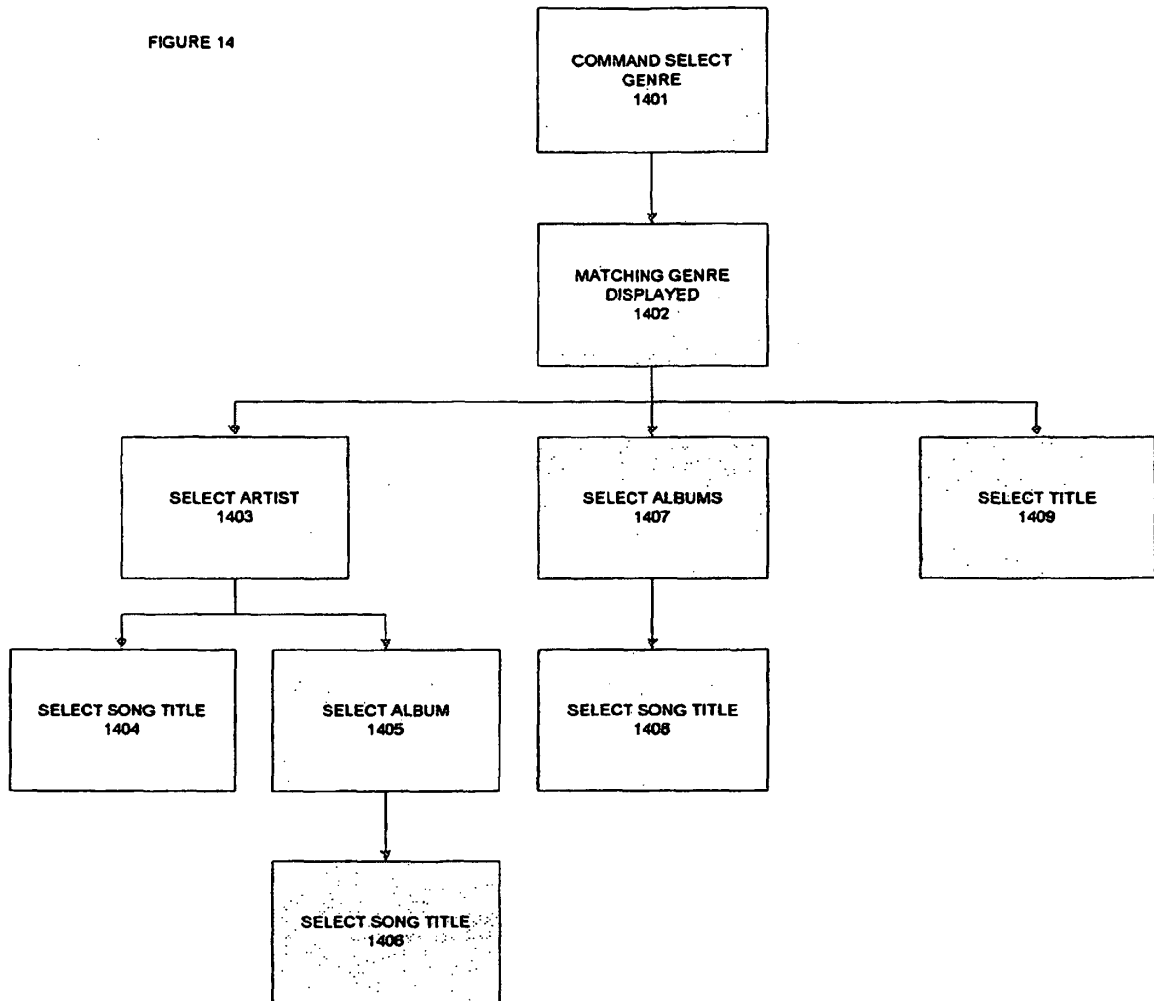 FIGURE 14
COMMAND SELECT
GENRE
1401
MATCHING GENRE
DISPLAYED
1402
SELECT ARTIST
1403
SELECT ALBUMS
1407
SELECT TITLE
1409
SELECT SONG TITLE
1404
SELECT ALBUM
1405
SELECT SONG TITLE
1408
SELECT SONG TITLE
1406